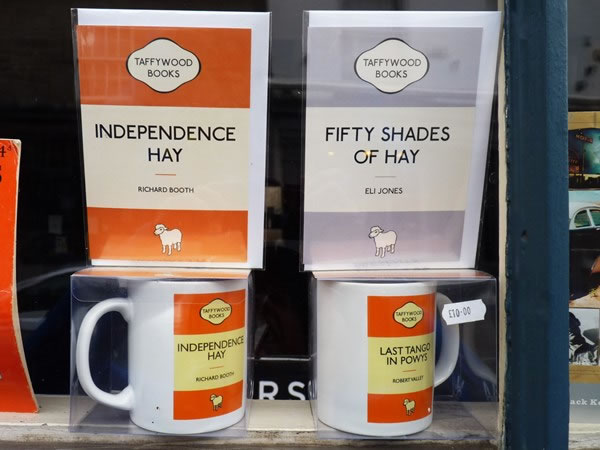 TAFFYWOOD
BOOKS
INDEPENDENCE
HAY
RICHARD BOOTH
TAFFYWOOD
BOOKS
FIFTY SHADES
OF HAY
ELI JONES
TAFFYWOOD
BOOKS
INDEPENDENCE
HAY
RICHARD BOOTH
TAFFYWOOD
BOOKS
LAST TANGO
IN POWYS
ROBERT VALLEY
£10.00
RS